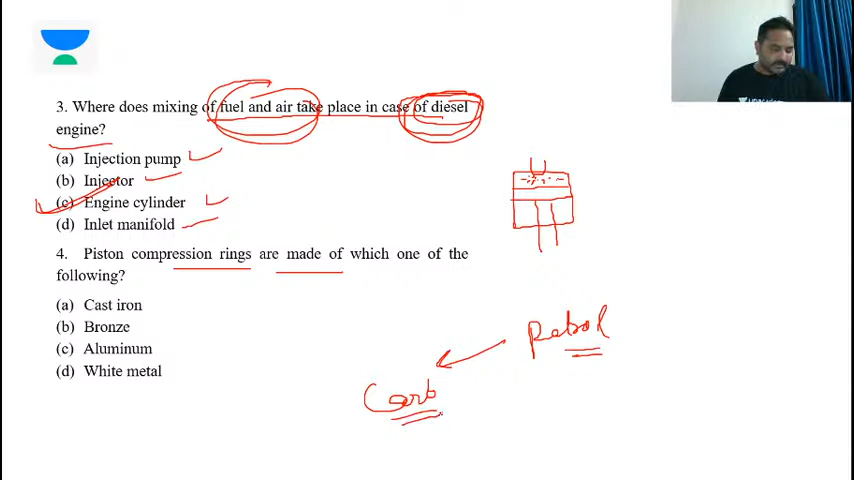 3. Where does mixing of fuel and air take place in case of diesel
engine?
(a) Injection pump
(b) Injector
(c) Engine cylinder
(d) Inlet manifold
4. Piston compression rings are made of which one of the
following?
(a) Cast iron
(b) Bronze
(c) Aluminum
(d) White metal
Petrol
Carb